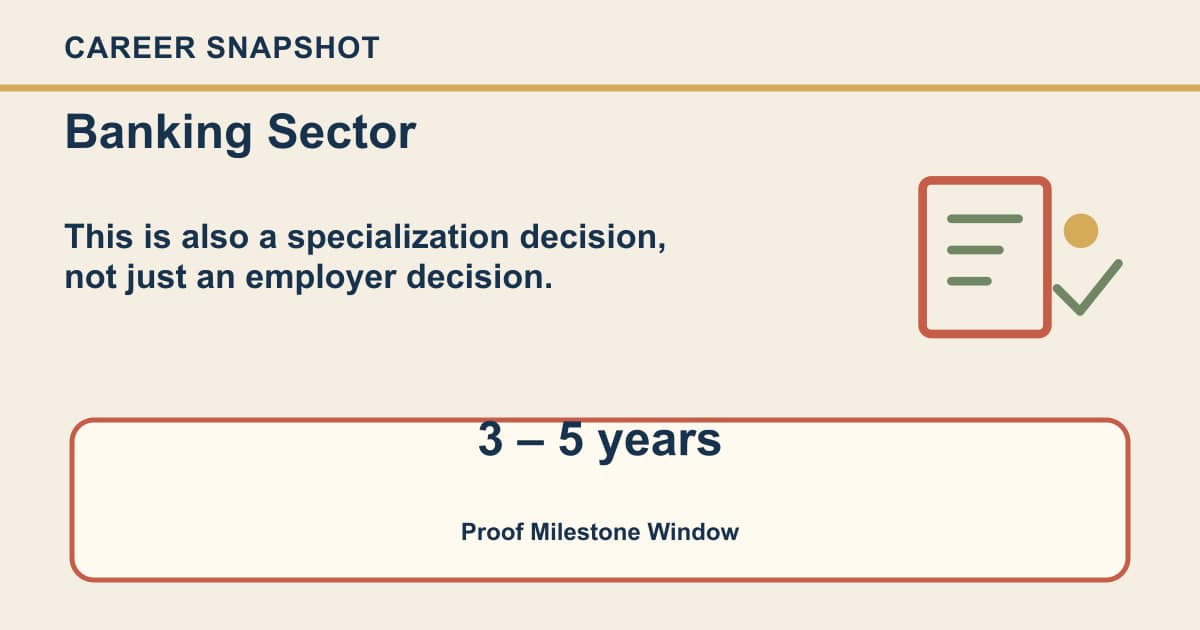 CAREER SNAPSHOT
Banking Sector
This is also a specialization decision,
not just an employer decision.
3 – 5 years
Proof Milestone Window